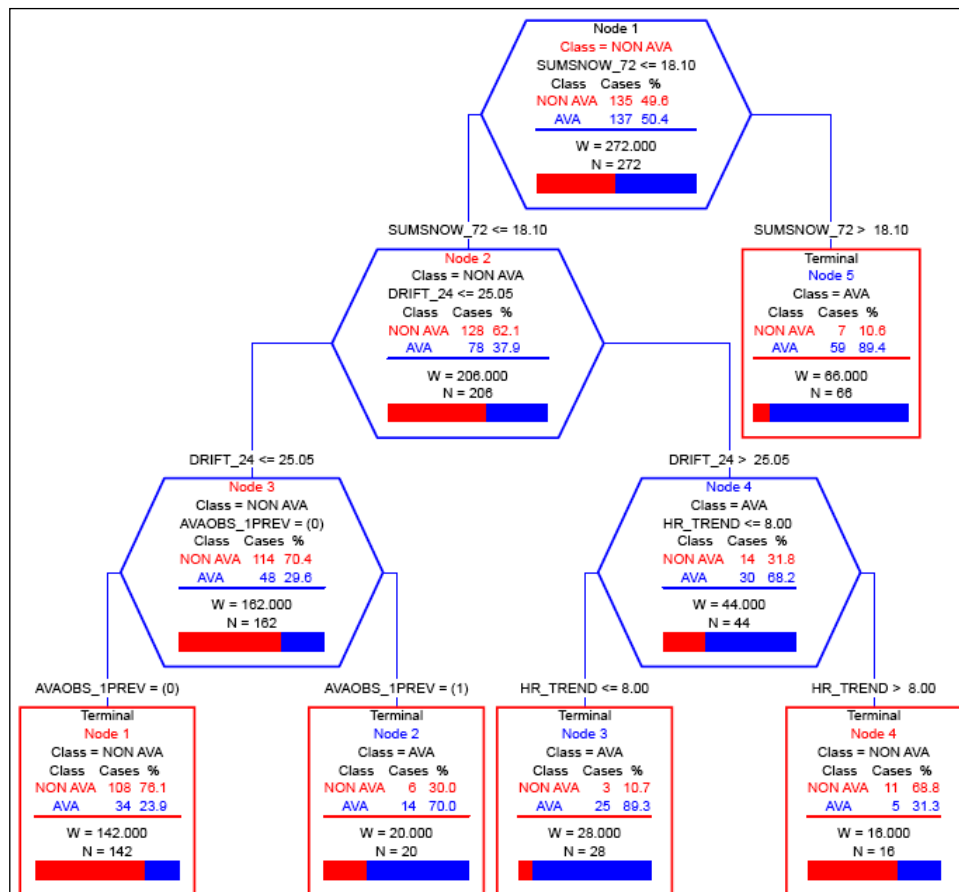 Node 1
Class = NON AVA
SUMSNOW_72 <= 18.10
Class Cases %
NON AVA 135 49.6
AVA 137 50.4
W = 272.000
N = 272
SUMSNOW_72 <= 18.10
SUMSNOW_72 > 18.10
Node 2
Class = NON AVA
DRIFT_24 <= 25.05
Class Cases %
NON AVA 128 62.1
AVA 78 37.9
W = 206.000
N = 206
Terminal
Node 5
Class = AVA
Class Cases %
NON AVA 7 10.6
AVA 59 89.4
W = 66.000
N = 66
DRIFT_24 <= 25.05
DRIFT_24 > 25.05
Node 3
Class = NON AVA
AVAOBS_1PREV = (0)
Class Cases %
NON AVA 114 70.4
AVA 48 29.6
W = 162.000
N = 162
Node 4
Class = AVA
HR_TREND <= 8.00
Class Cases %
NON AVA 14 31.8
AVA 30 68.2
W = 44.000
N = 44
AVAOBS_1PREV = (0)
AVAOBS_1PREV = (1)
HR_TREND <= 8.00
HR_TREND > 8.00
Terminal
Node 1
Class = NON AVA
Class Cases %
NON AVA 108 76.1
AVA 34 23.9
W = 142.000
N = 142
Terminal
Node 2
Class = AVA
Class Cases %
NON AVA 6 30.0
AVA 14 70.0
W = 20.000
N = 20
Terminal
Node 3
Class = AVA
Class Cases %
NON AVA 3 10.7
AVA 25 89.3
W = 28.000
N = 28
Terminal
Node 4
Class = NON AVA
Class Cases %
NON AVA 11 68.8
AVA 5 31.3
W = 16.000
N = 16